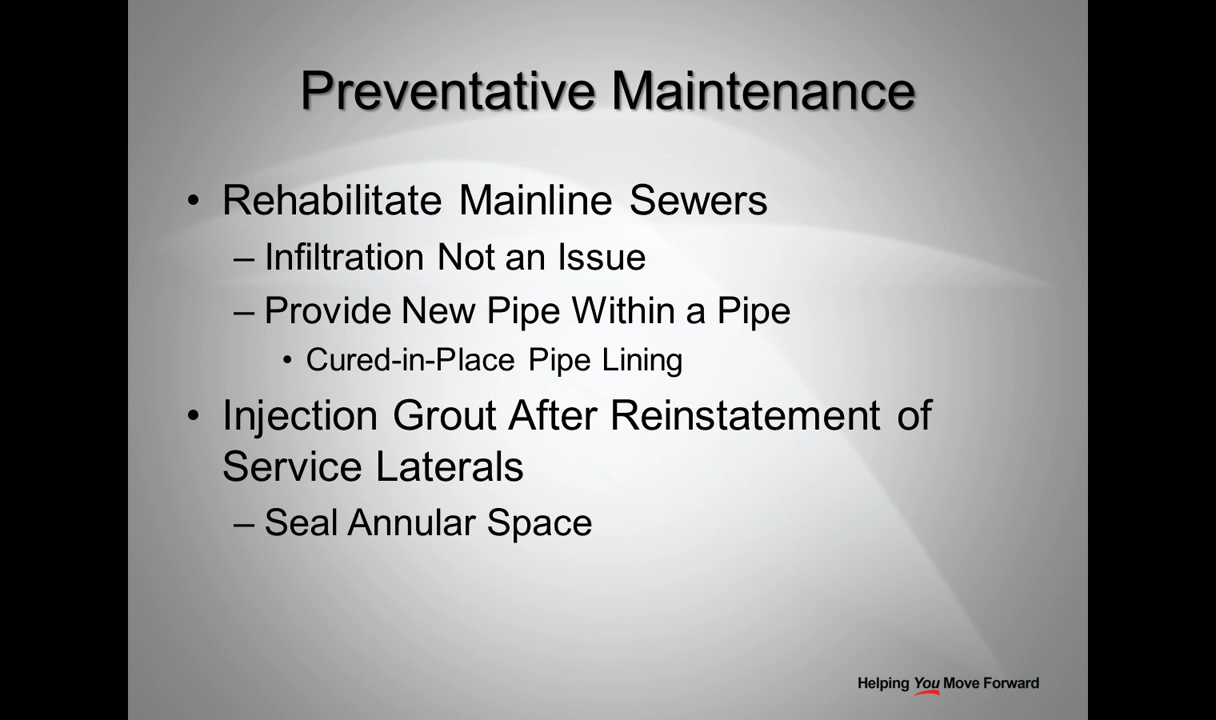 Preventative Maintenance
• Rehabilitate Mainline Sewers
– Infiltration Not an Issue
– Provide New Pipe Within a Pipe
• Cured-in-Place Pipe Lining
• Injection Grout After Reinstatement of
Service Laterals
– Seal Annular Space
Helping You Move Forward